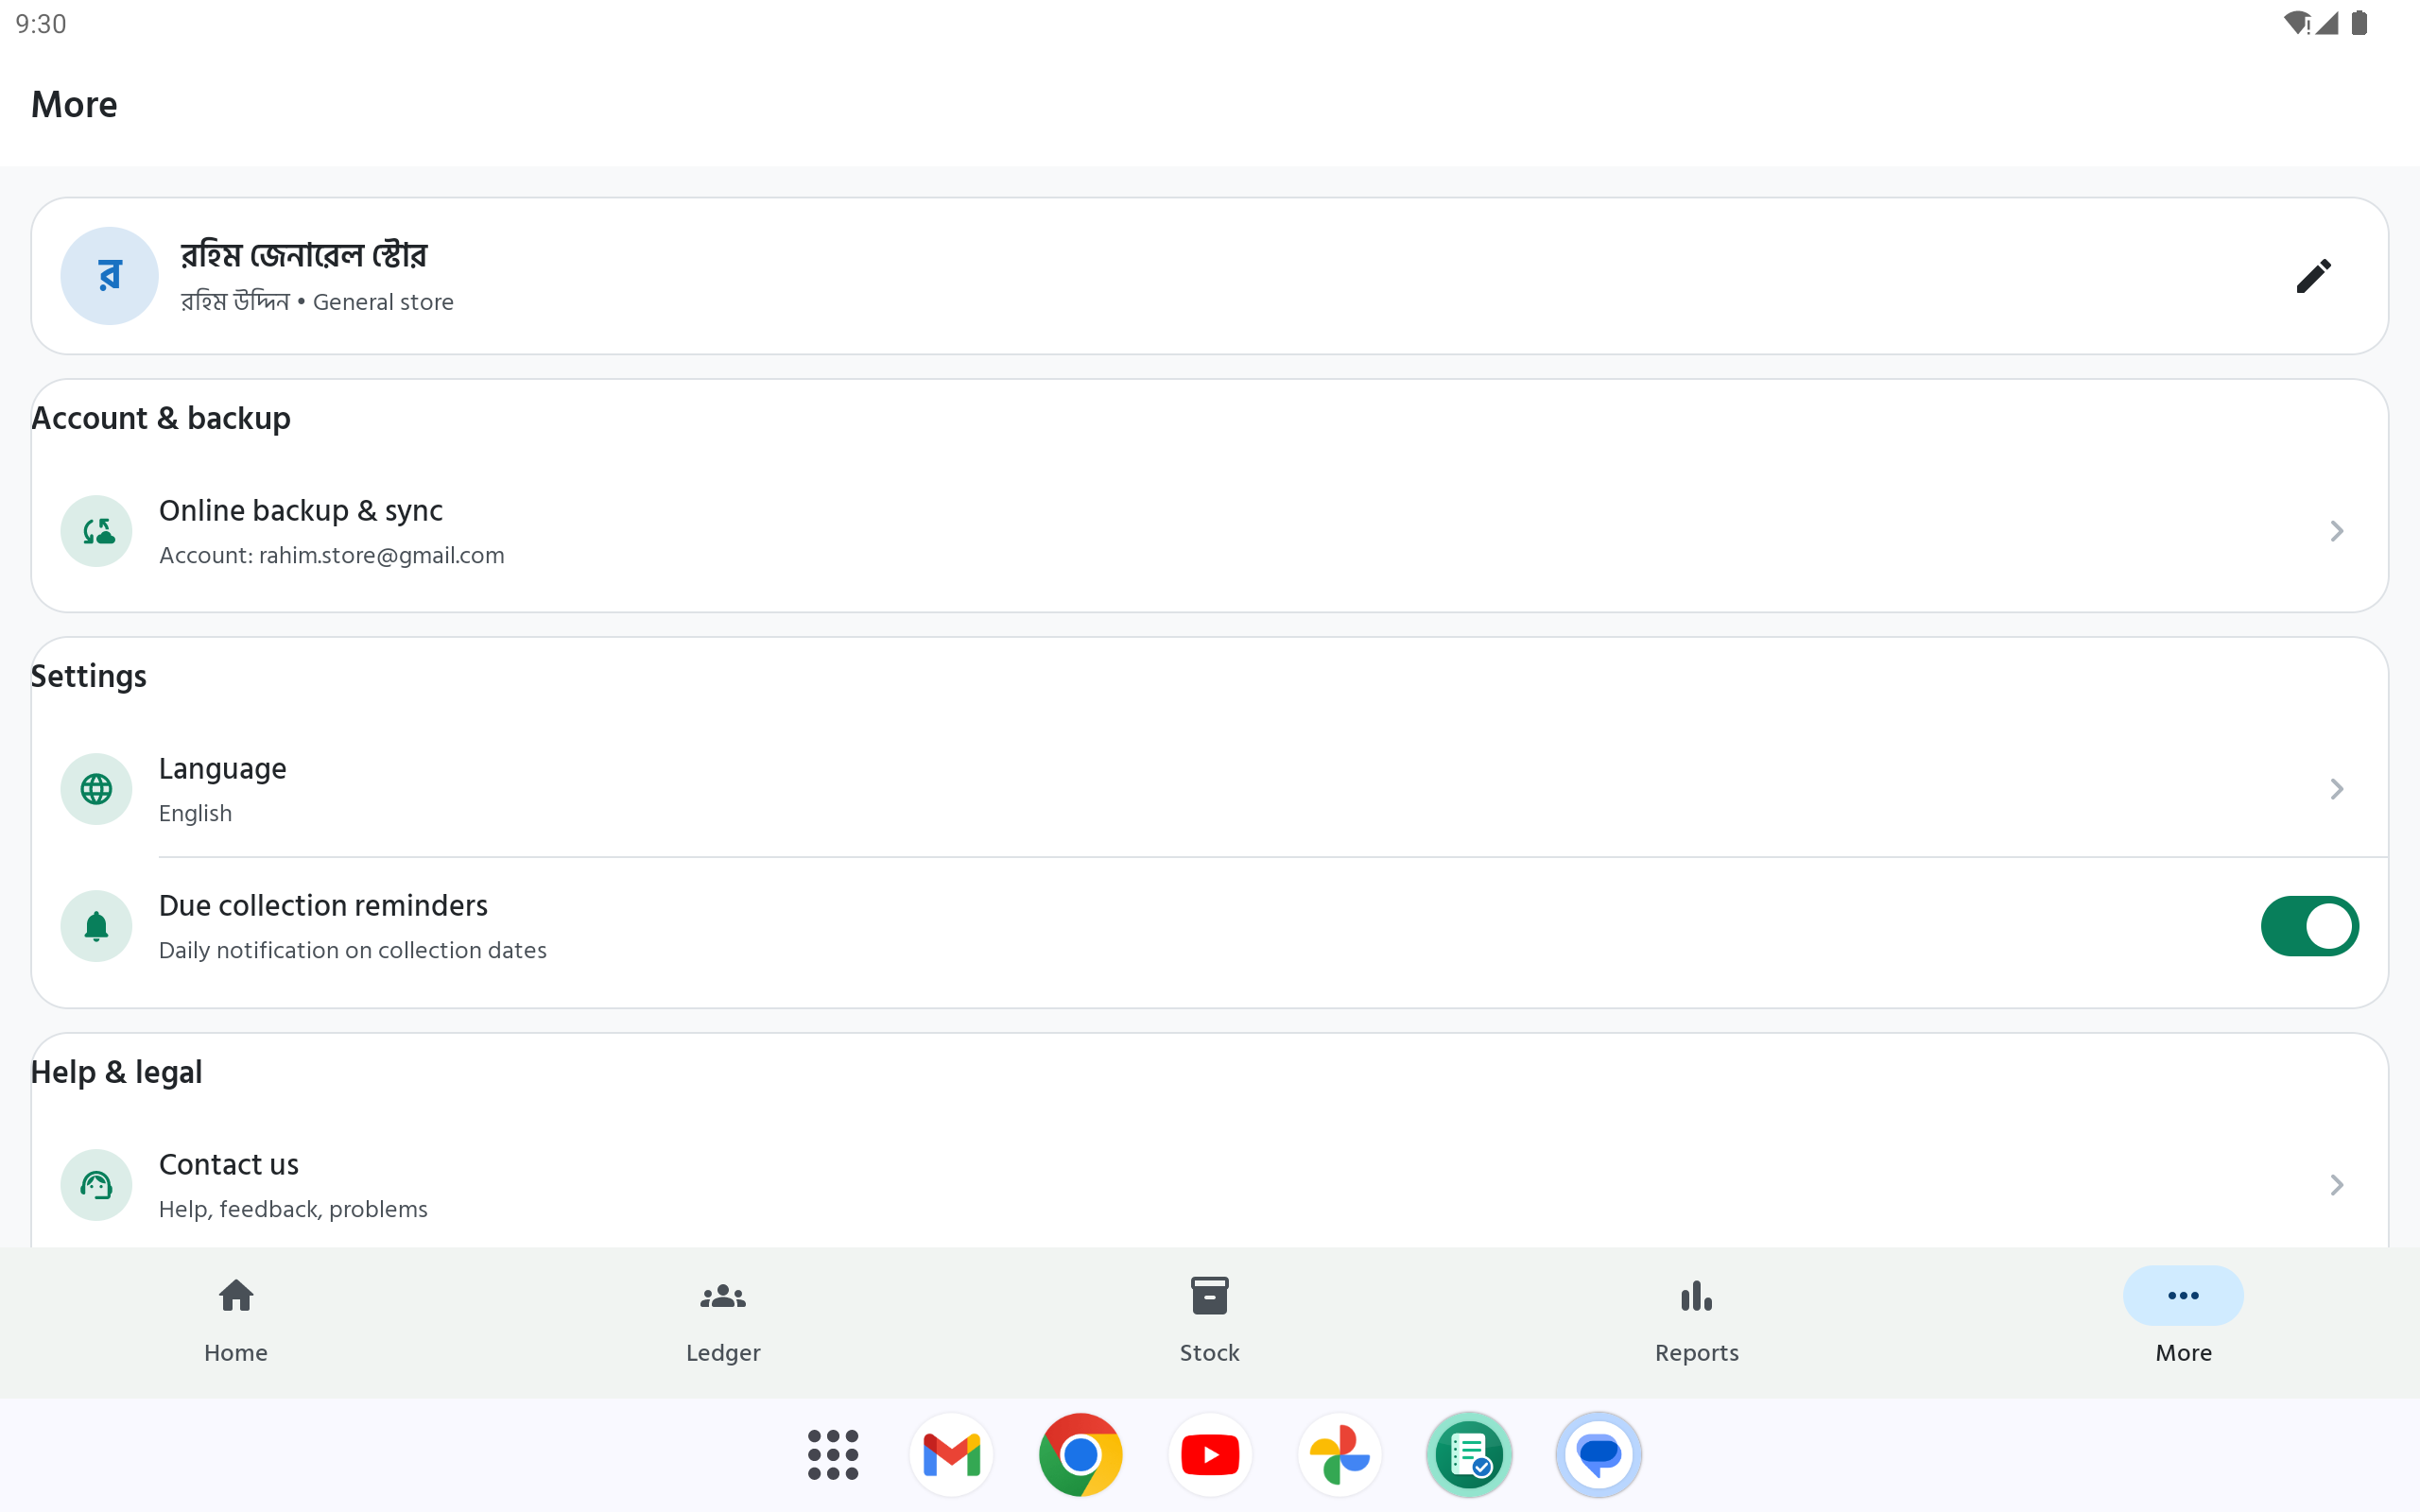 9:30
More
র
রহিম জেনারেল স্টোর
রহিম উদ্দিন • General store
Account & backup
Online backup & sync
Account: rahim.store@gmail.com
Settings
Language
English
Due collection reminders
Daily notification on collection dates
Help & legal
Contact us
Help, feedback, problems
Home
Ledger
Stock
Reports
More